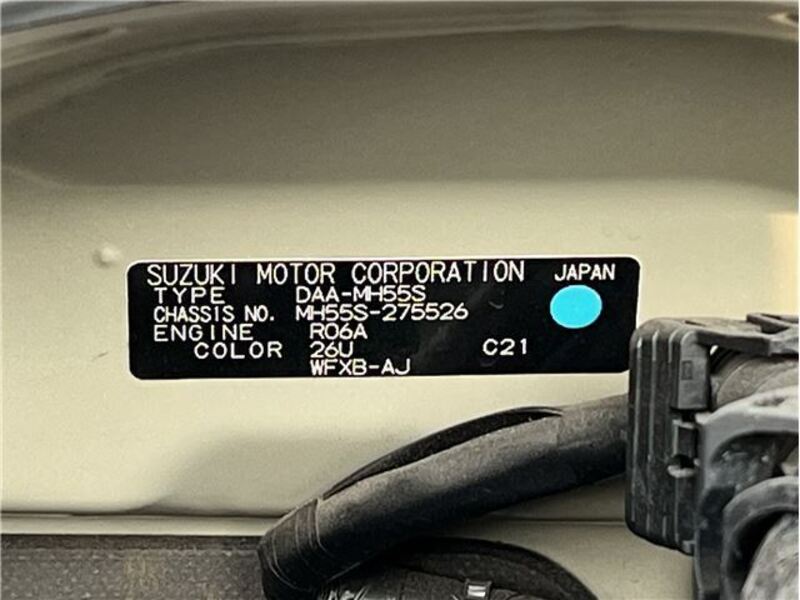 SUZUKI MOTOR CORPORATION JAPAN
TYPE DAA-MH55S
CHASSIS NO. MH55S-275526
ENGINE R06A
COLOR 26U C21
WFXB-AJ